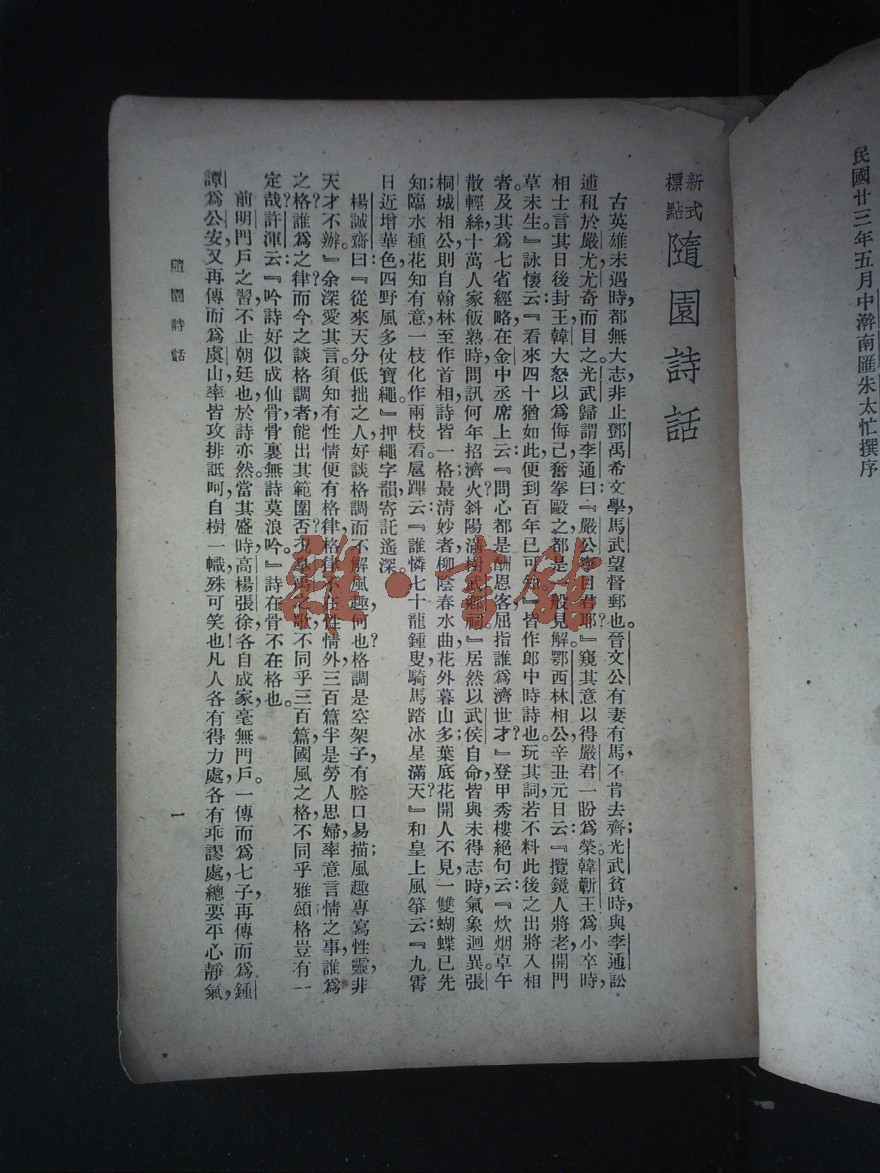 民國廿三年五月中澣南匯朱太忙撰序
新式標點 隨園詩話
古英雄未遇時，都無大志，非止鄧禹希文學，馬武望督郵也。晉文公有妻有馬，不肯去齊。光武貧時，與李通訟
逋租於嚴尤，尤奇而目之。光武歸謂李通曰：『嚴公寧目君耶？』窺其意，以得嚴君一盼爲榮。韓蘄王爲小卒時，
相士言其日後封王，韓大怒，以爲侮己，奮拳毆之。都是一般見解。鄂西林相公辛丑元日云：『攬鏡人將老，開門
草未生。』詠懷云：『看來四十猶如此，便到百年已可知。』皆作郎中時詩也。玩其詞，若不料此後之出將入相
者。及其爲七省經略，在金中丞席上云：『問心都是酬恩客，屈指誰爲濟世才？』登甲秀樓絕句云：『炊烟卓午
散輕絲，十萬人家飯熟時，問訊何年招濟火？斜陽滿樹武鄉祠。』居然以武侯自命，皆與未得志時氣象迥異。張
桐城相公則自翰林至作首相，詩皆一格，最清妙者：柳陰春水曲，花外暮山多；葉底花開人不見，一雙蝴蝶已先
知；臨水種花知有意，一枝化作兩枝看。扈蹕云：『誰憐七十龍鍾叟，騎馬踏冰星滿天？』和皇上風箏云：『九霄
日近增華色，四野風多仗寶繩。』押繩字韻，寄託遙深。
楊誠齋曰：『從來天分低拙之人，好談格調，而不解風趣，何也？格調是空架子，有腔口易描；風趣專寫性靈，非
天才不辦。』余深愛其言。須知有性情，便有格律，格律不在性情外。三百篇半是勞人思婦，率意言情之事，誰爲
之格？誰爲之律？而今之談格調者，能出其範圍否？不同乎三百篇，國風之格，不同乎雅頌，格豈有一
定哉？許渾云：『吟詩好似成仙骨，骨裏無詩莫浪吟。』詩在骨不在格也。
前明門戶之習，不止朝廷也，於詩亦然。當其盛時，高楊張徐，各自成家，毫無門戶。一傳而爲七子，再傳而爲鍾
譚，爲公安，又再傳而爲虞山，率皆攻排詆呵，自樹一幟，殊可笑也！凡人各有得力處，各有乖謬處，總要平心靜氣，
隨園詩話 一
雜·書館